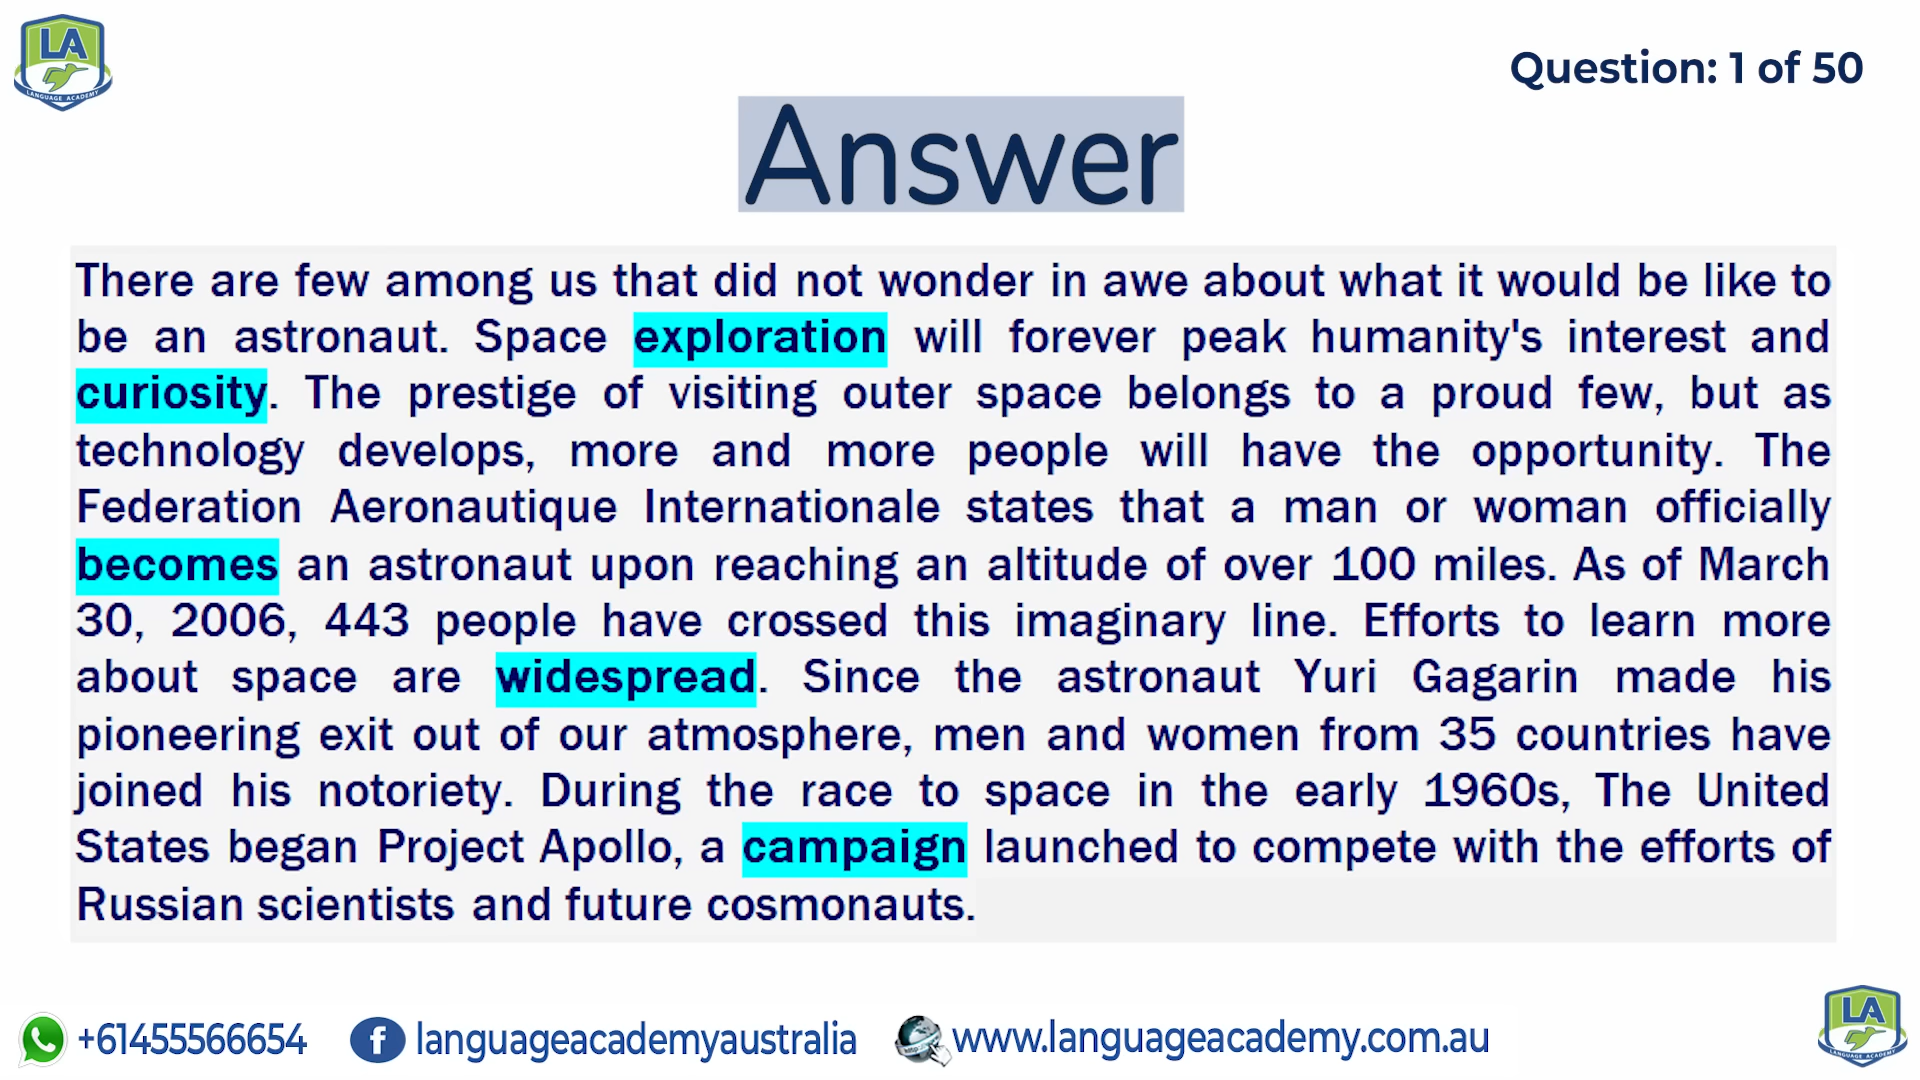 LA
LANGUAGE ACADEMY
Question: 1 of 50
Answer
There are few among us that did not wonder in awe about what it would be like to
be an astronaut. Space exploration will forever peak humanity's interest and
curiosity. The prestige of visiting outer space belongs to a proud few, but as
technology develops, more and more people will have the opportunity. The
Federation Aeronautique Internationale states that a man or woman officially
becomes an astronaut upon reaching an altitude of over 100 miles. As of March
30, 2006, 443 people have crossed this imaginary line. Efforts to learn more
about space are widespread. Since the astronaut Yuri Gagarin made his
pioneering exit out of our atmosphere, men and women from 35 countries have
joined his notoriety. During the race to space in the early 1960s, The United
States began Project Apollo, a campaign launched to compete with the efforts of
Russian scientists and future cosmonauts.
+61455566654
languageacademyaustralia
www.languageacademy.com.au
LA
LANGUAGE ACADEMY